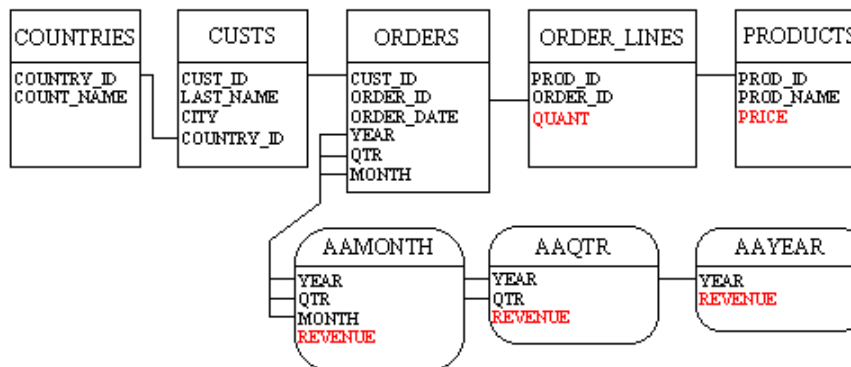 COUNTRIES
COUNTRY_ID
COUNT_NAME
CUSTS
CUST_ID
LAST_NAME
CITY
COUNTRY_ID
ORDERS
CUST_ID
ORDER_ID
ORDER_DATE
YEAR
QTR
MONTH
ORDER_LINES
PROD_ID
ORDER_ID
QUANT
PRODUCTS
PROD_ID
PROD_NAME
PRICE
AAMONTH
YEAR
QTR
MONTH
REVENUE
AAQTR
YEAR
QTR
REVENUE
AAYEAR
YEAR
REVENUE